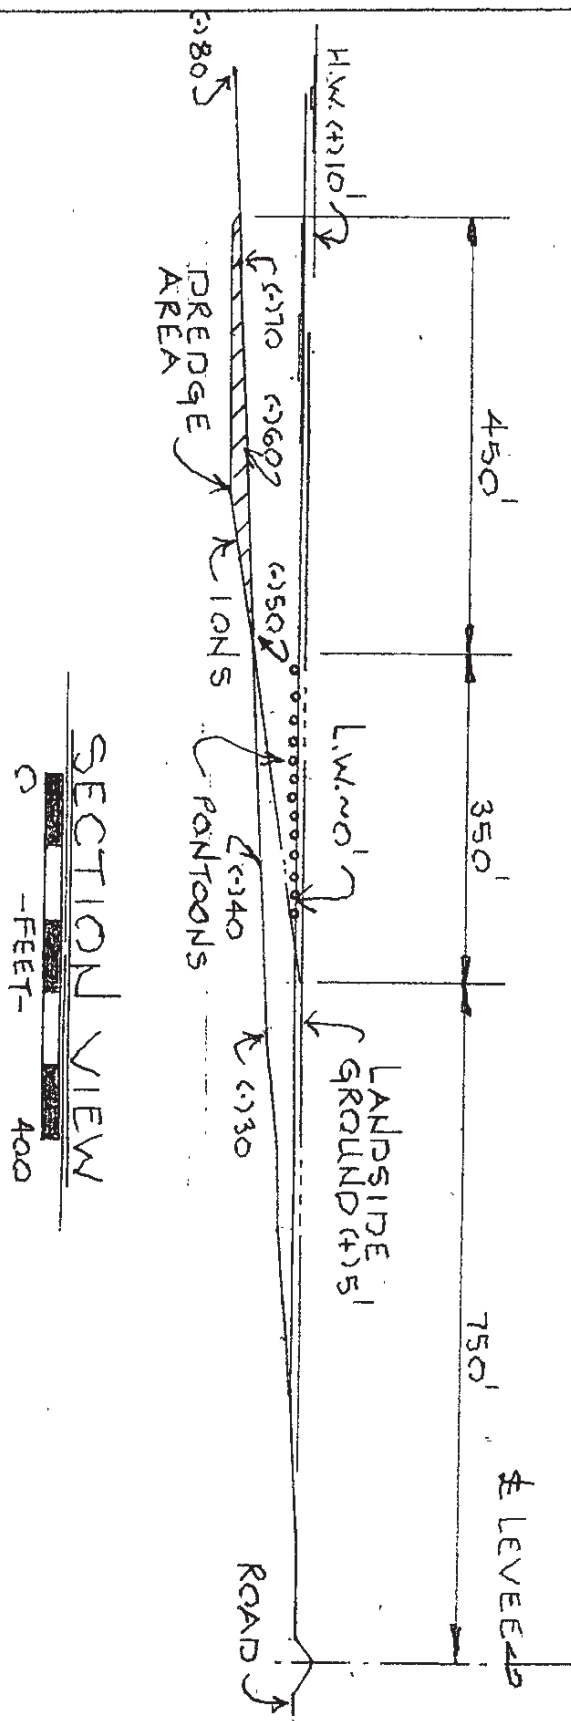 (-)80
H.W. (+)10'
450'
350'
750'
℄ LEVEE
(-)70
(-)60
(-)50
L.W.~0'
LANDSIDE
GROUND (+)5'
DREDGE
AREA
10NS
PONTOONS
(-)40
(-)30
ROAD
SECTION VIEW
0 -FEET- 400